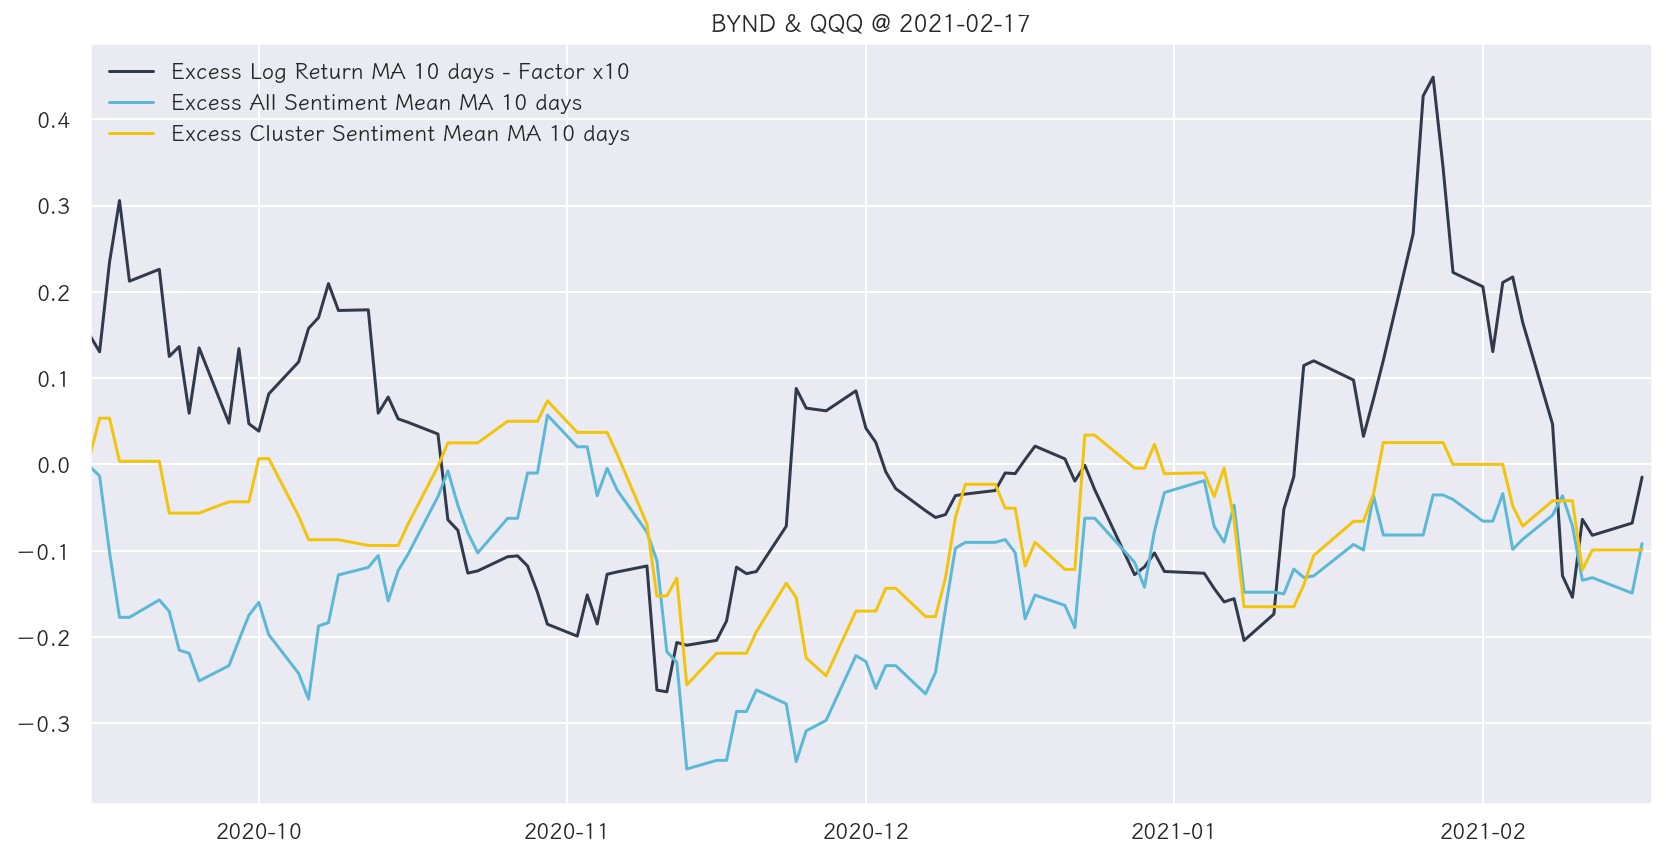 BYND & QQQ @ 2021-02-17
Excess Log Return MA 10 days - Factor x10
Excess All Sentiment Mean MA 10 days
Excess Cluster Sentiment Mean MA 10 days
0.4
0.3
0.2
0.1
0.0
−0.1
−0.2
−0.3
2020-10 2020-11 2020-12 2021-01 2021-02